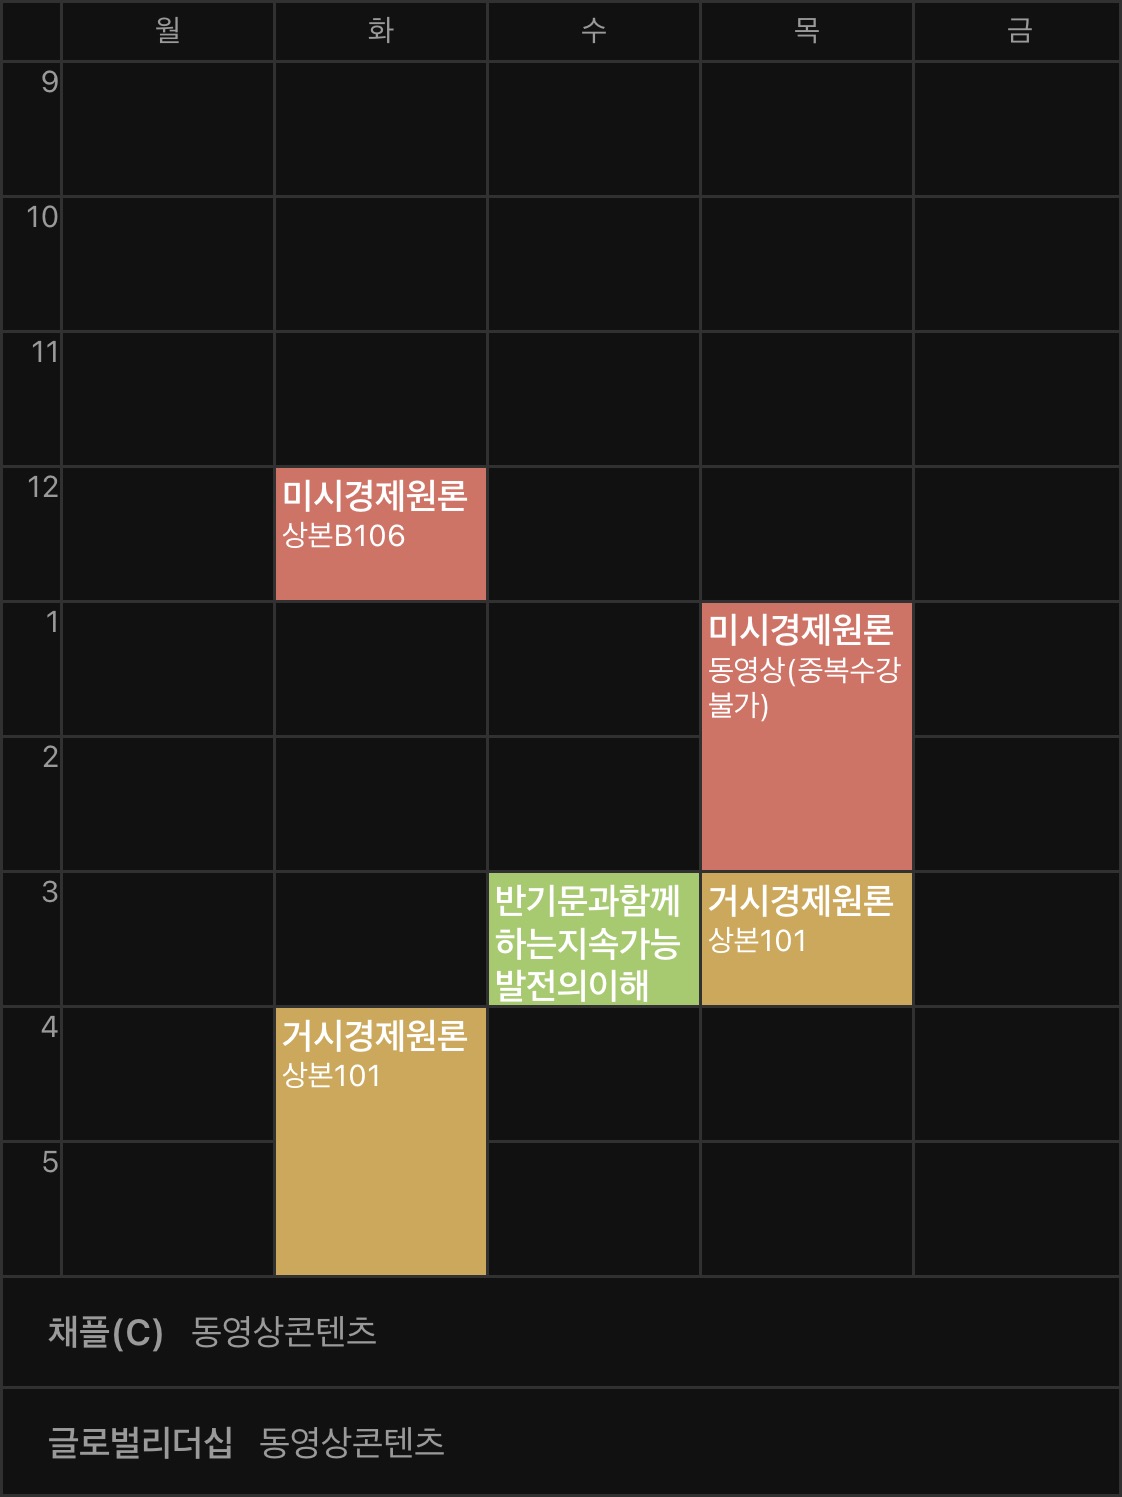 월 화 수 목 금
9
10
11
12
미시경제원론
상본B106
1
미시경제원론
동영상(중복수강
불가)
2
3
반기문과함께
하는지속가능
발전의이해
거시경제원론
상본101
4
거시경제원론
상본101
5
채플(C) 동영상콘텐츠
글로벌리더십 동영상콘텐츠